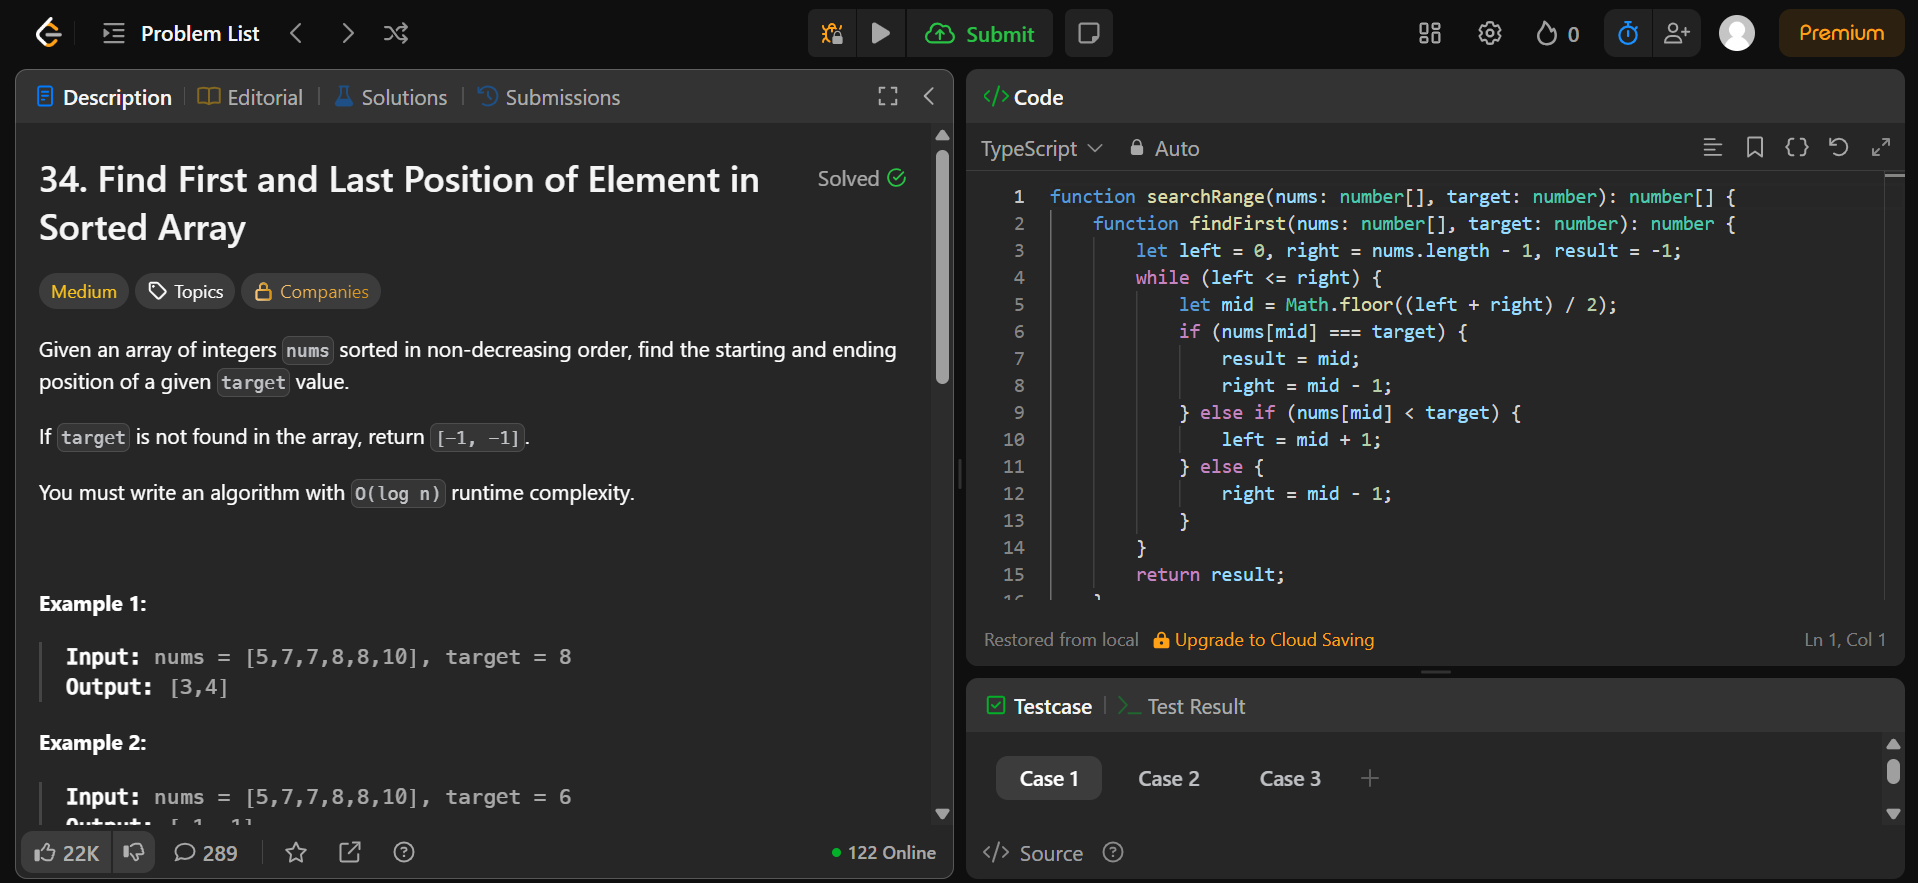 Problem List
Submit
0
Premium
Description
Editorial
Solutions
Submissions
34. Find First and Last Position of Element in
Sorted Array
Solved
Medium
Topics
Companies
Given an array of integers nums sorted in non-decreasing order, find the starting and ending
position of a given target value.
If target is not found in the array, return [-1, -1].
You must write an algorithm with O(log n) runtime complexity.
Example 1:
Input: nums = [5,7,7,8,8,10], target = 8
Output: [3,4]
Example 2:
Input: nums = [5,7,7,8,8,10], target = 6
Output: [-1,-1]
22K
289
122 Online
</> Code
TypeScript
Auto
1 function searchRange(nums: number[], target: number): number[] {
2 function findFirst(nums: number[], target: number): number {
3 let left = 0, right = nums.length - 1, result = -1;
4 while (left <= right) {
5 let mid = Math.floor((left + right) / 2);
6 if (nums[mid] === target) {
7 result = mid;
8 right = mid - 1;
9 } else if (nums[mid] < target) {
10 left = mid + 1;
11 } else {
12 right = mid - 1;
13 }
14 }
15 return result;
16 }
Restored from local
Upgrade to Cloud Saving
Ln 1, Col 1
Testcase
Test Result
Case 1
Case 2
Case 3
+
</> Source